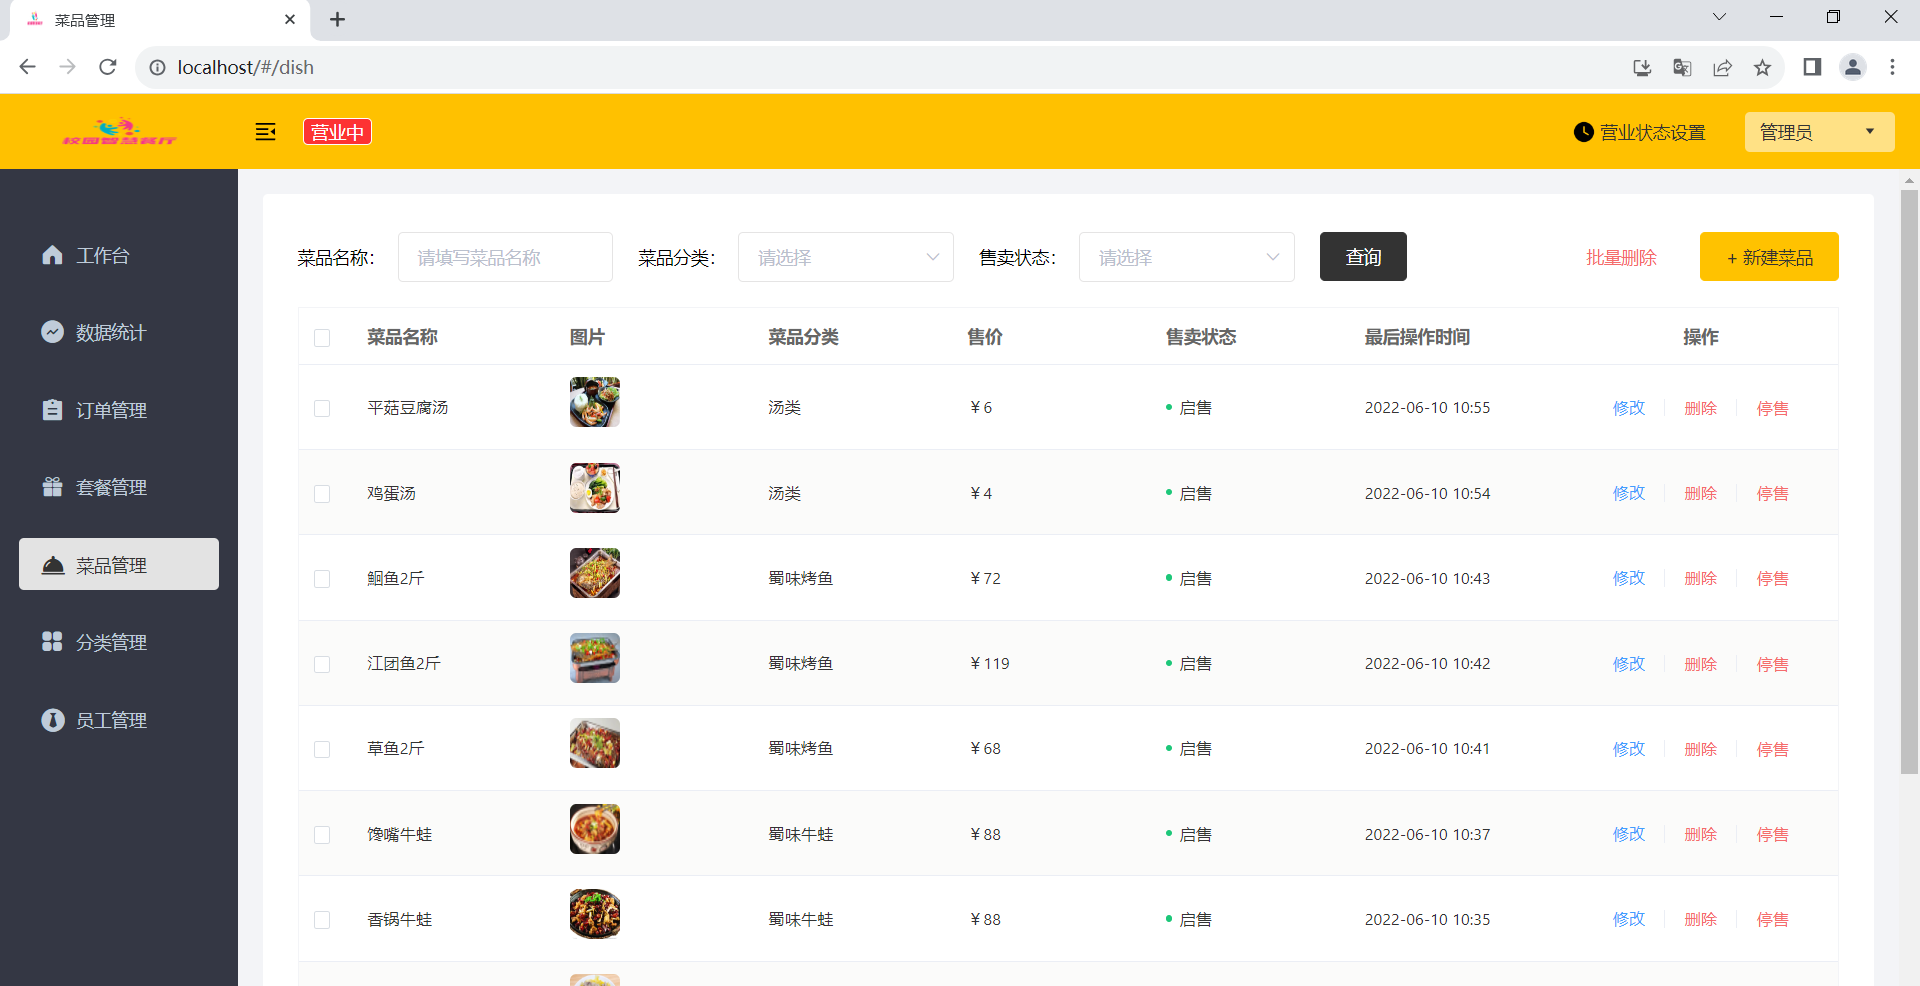 菜品管理
localhost/#/dish
校园智慧餐厅
营业中
营业状态设置
管理员
工作台
数据统计
订单管理
套餐管理
菜品管理
分类管理
员工管理
菜品名称： 请填写菜品名称 菜品分类： 请选择 售卖状态： 请选择 查询 批量删除 + 新建菜品
菜品名称 图片 菜品分类 售价 售卖状态 最后操作时间 操作
平菇豆腐汤 汤类 ￥6 启售 2022-06-10 10:55 修改 删除 停售
鸡蛋汤 汤类 ￥4 启售 2022-06-10 10:54 修改 删除 停售
鮰鱼2斤 蜀味烤鱼 ￥72 启售 2022-06-10 10:43 修改 删除 停售
江团鱼2斤 蜀味烤鱼 ￥119 启售 2022-06-10 10:42 修改 删除 停售
草鱼2斤 蜀味烤鱼 ￥68 启售 2022-06-10 10:41 修改 删除 停售
馋嘴牛蛙 蜀味牛蛙 ￥88 启售 2022-06-10 10:37 修改 删除 停售
香锅牛蛙 蜀味牛蛙 ￥88 启售 2022-06-10 10:35 修改 删除 停售